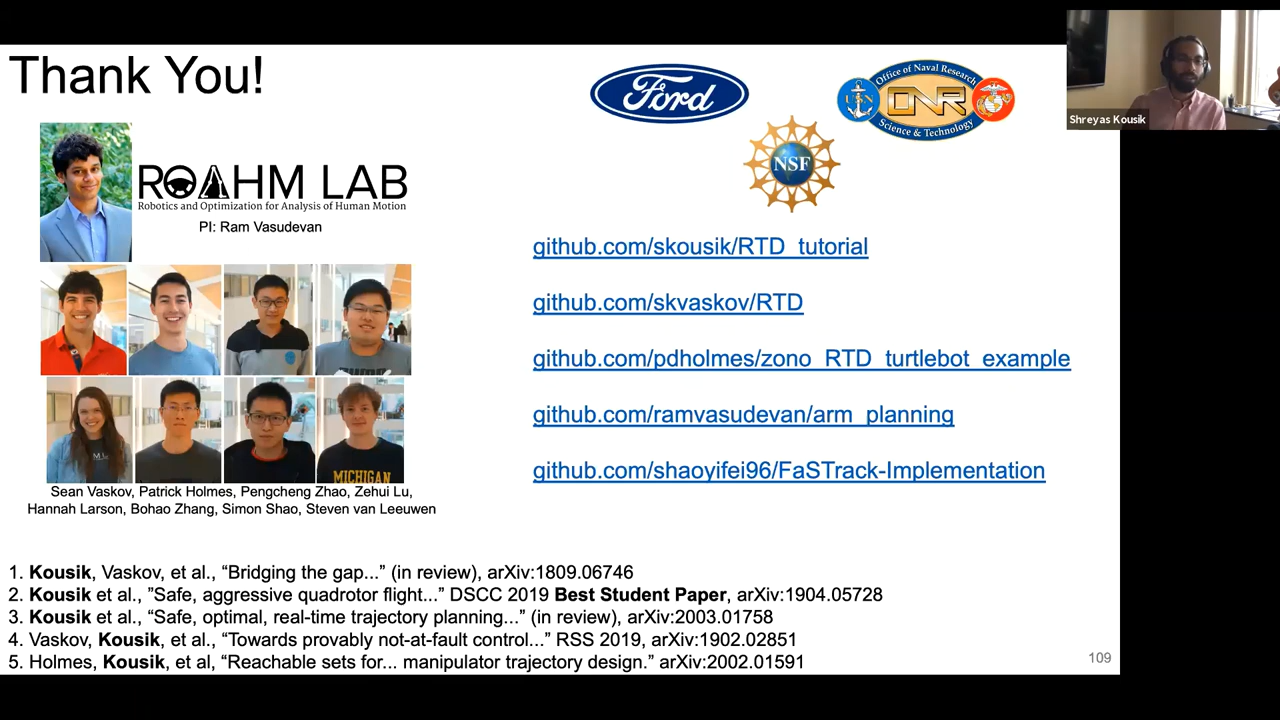 Thank You!
ROAHM LAB
Robotics and Optimization for Analysis of Human Motion
PI: Ram Vasudevan
Ford
Office of Naval Research
USN ONR
Science & Technology
NSF
Shreyas Kousik
github.com/skousik/RTD_tutorial
github.com/skvaskov/RTD
github.com/pdholmes/zono_RTD_turtlebot_example
github.com/ramvasudevan/arm_planning
github.com/shaoyifei96/FaSTrack-Implementation
MICHIGAN
Sean Vaskov, Patrick Holmes, Pengcheng Zhao, Zehui Lu,
Hannah Larson, Bohao Zhang, Simon Shao, Steven van Leeuwen
1. Kousik, Vaskov, et al., “Bridging the gap...” (in review), arXiv:1809.06746
2. Kousik et al., ”Safe, aggressive quadrotor flight...” DSCC 2019 Best Student Paper, arXiv:1904.05728
3. Kousik et al., “Safe, optimal, real-time trajectory planning...” (in review), arXiv:2003.01758
4. Vaskov, Kousik, et al., “Towards provably not-at-fault control...” RSS 2019, arXiv:1902.02851
5. Holmes, Kousik, et al, “Reachable sets for... manipulator trajectory design.” arXiv:2002.01591
109